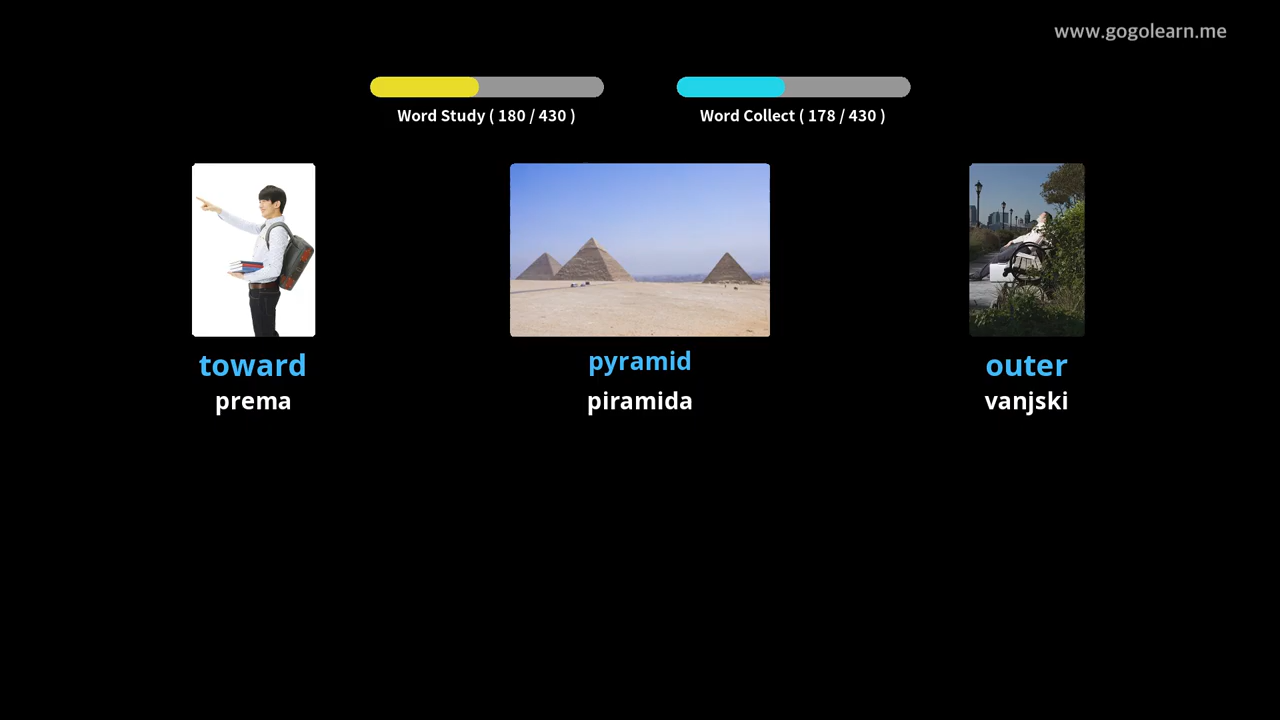 www.gogolearn.me
Word Study ( 180 / 430 )
Word Collect ( 178 / 430 )
toward
prema
pyramid
piramida
outer
vanjski